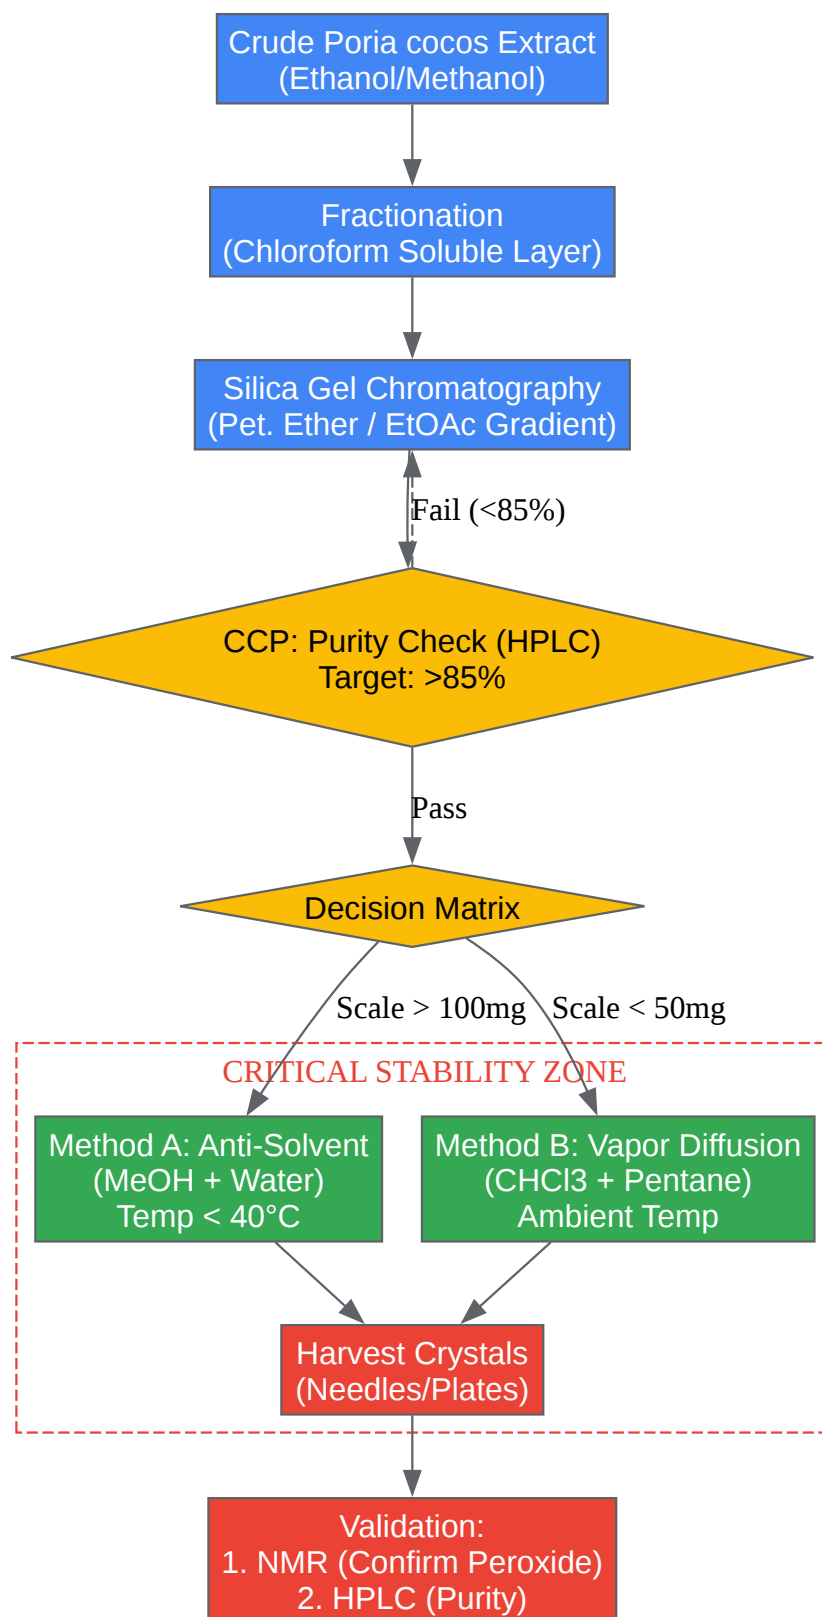 Crude Poria cocos Extract
(Ethanol/Methanol)
Fractionation
(Chloroform Soluble Layer)
Silica Gel Chromatography
(Pet. Ether / EtOAc Gradient)
Fail (<85%)
CCP: Purity Check (HPLC)
Target: >85%
Pass
Decision Matrix
Scale > 100mg
Scale < 50mg
CRITICAL STABILITY ZONE
Method A: Anti-Solvent
(MeOH + Water)
Temp < 40°C
Method B: Vapor Diffusion
(CHCl3 + Pentane)
Ambient Temp
Harvest Crystals
(Needles/Plates)
Validation:
1. NMR (Confirm Peroxide)
2. HPLC (Purity)